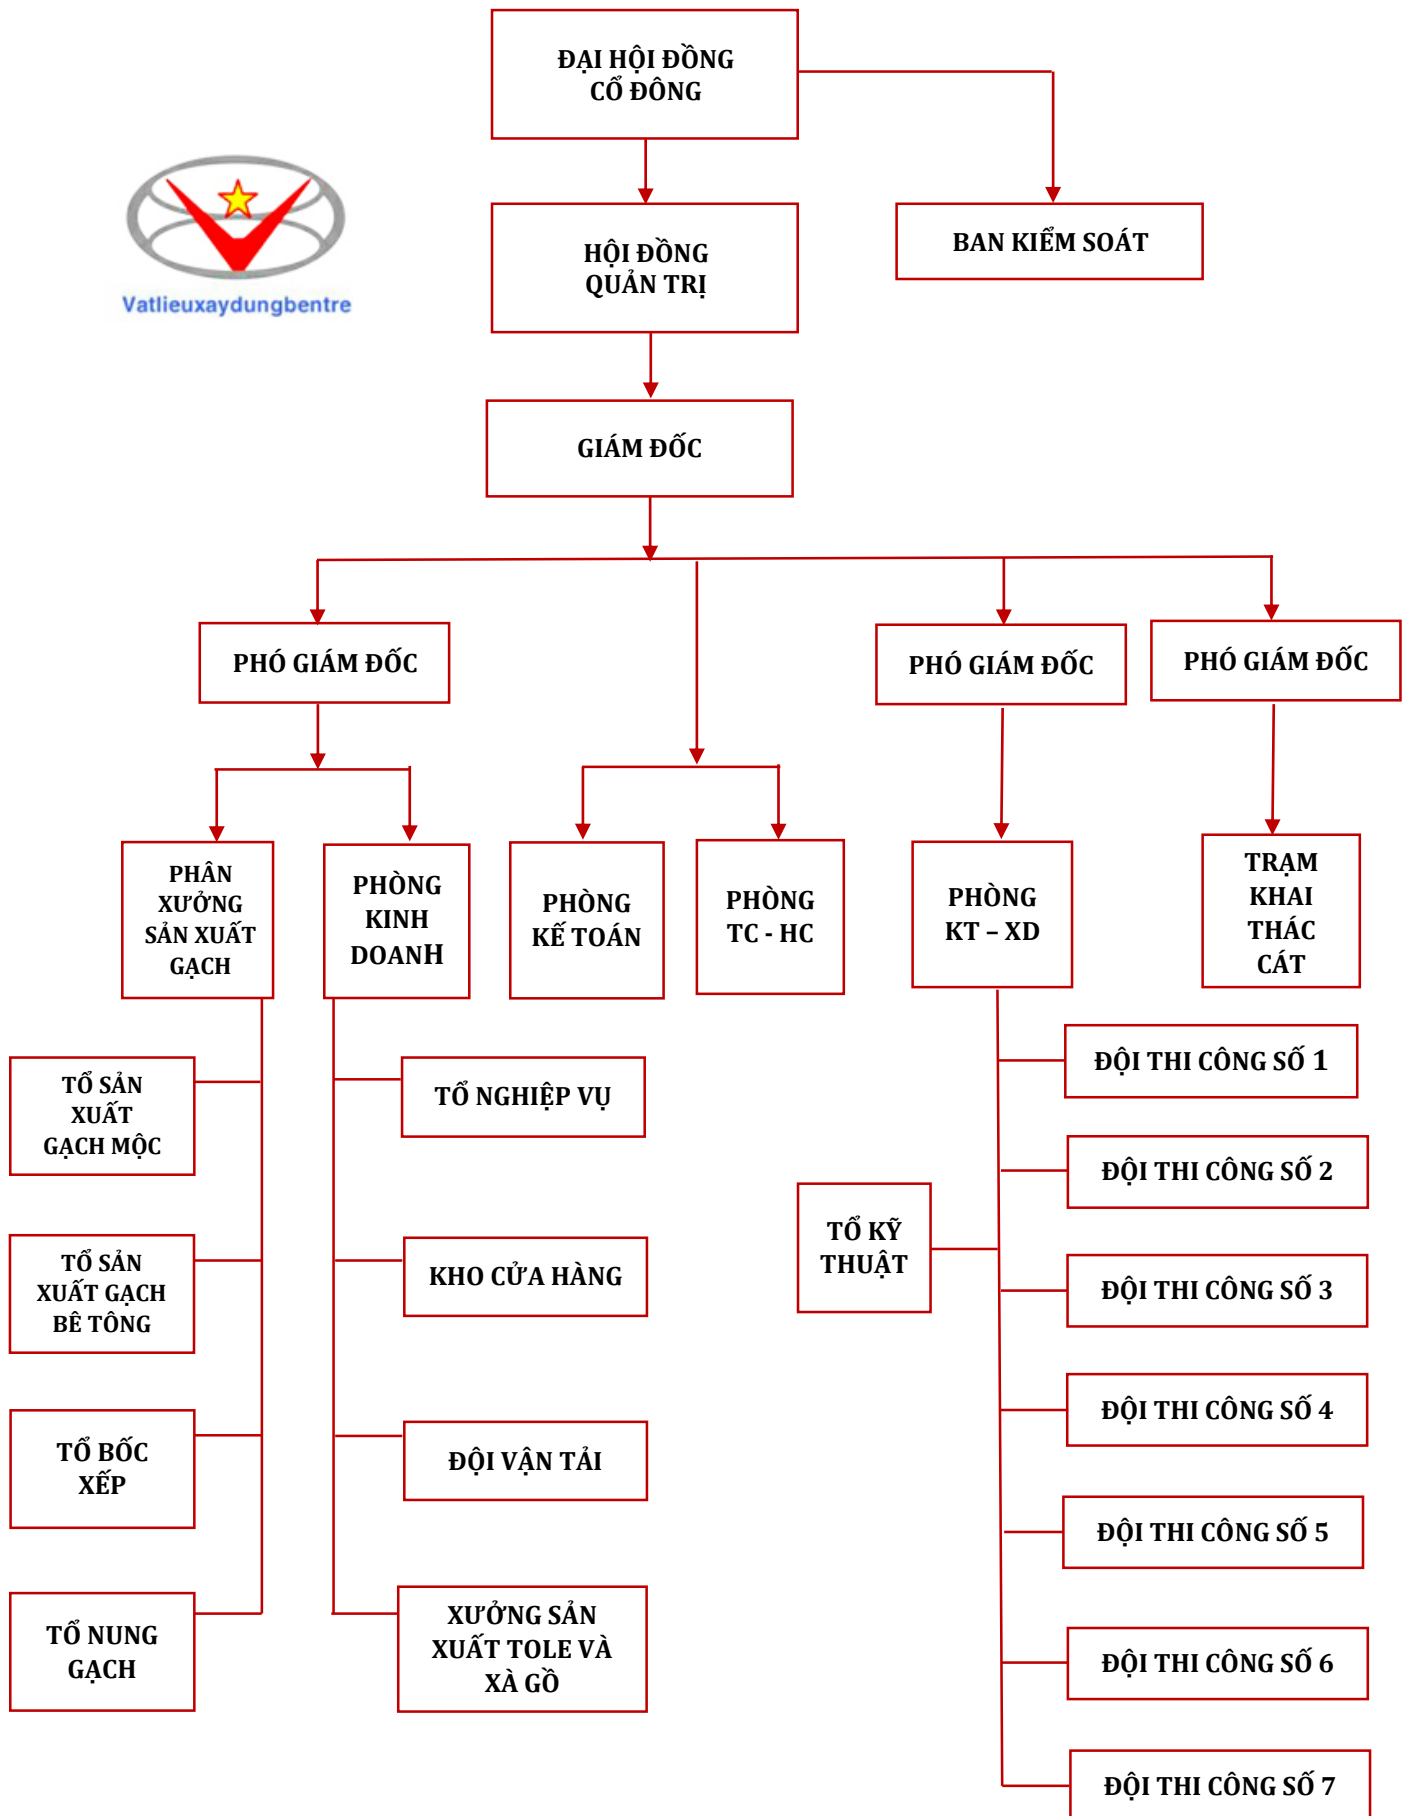 ĐẠI HỘI ĐỒNG
CỔ ĐÔNG
Vatlieuxaydungbentre
HỘI ĐỒNG
QUẢN TRỊ
BAN KIỂM SOÁT
GIÁM ĐỐC
PHÓ GIÁM ĐỐC
PHÓ GIÁM ĐỐC
PHÓ GIÁM ĐỐC
PHÂN
XƯỞNG
SẢN XUẤT
GẠCH
PHÒNG
KINH
DOANH
PHÒNG
KẾ TOÁN
PHÒNG
TC - HC
PHÒNG
KT – XD
TRẠM
KHAI
THÁC
CÁT
TỔ SẢN
XUẤT
GẠCH MỘC
TỔ SẢN
XUẤT GẠCH
BÊ TÔNG
TỔ BỐC
XẾP
TỔ NUNG
GẠCH
TỔ NGHIỆP VỤ
KHO CỬA HÀNG
ĐỘI VẬN TẢI
XƯỞNG SẢN
XUẤT TOLE VÀ
XÀ GỒ
TỔ KỸ
THUẬT
ĐỘI THI CÔNG SỐ 1
ĐỘI THI CÔNG SỐ 2
ĐỘI THI CÔNG SỐ 3
ĐỘI THI CÔNG SỐ 4
ĐỘI THI CÔNG SỐ 5
ĐỘI THI CÔNG SỐ 6
ĐỘI THI CÔNG SỐ 7